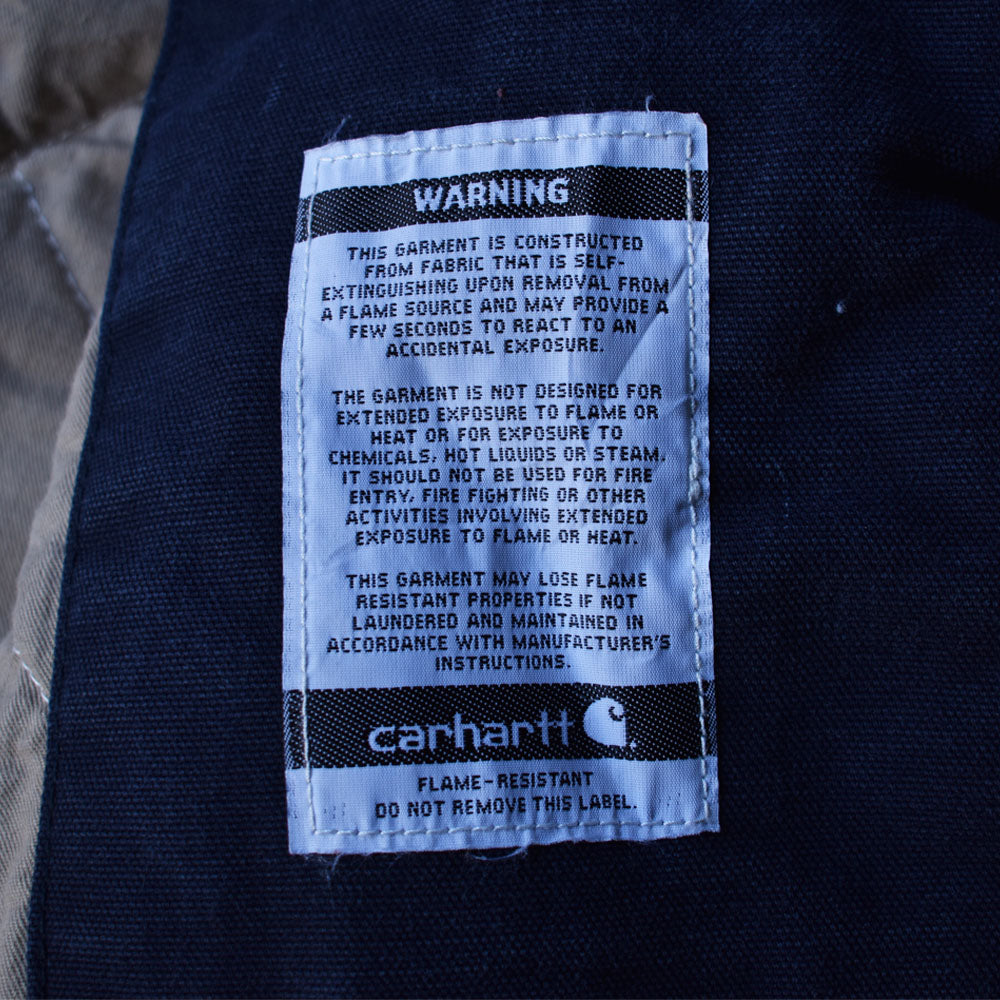 WARNING
THIS GARMENT IS CONSTRUCTED
FROM FABRIC THAT IS SELF-
EXTINGUISHING UPON REMOVAL FROM
A FLAME SOURCE AND MAY PROVIDE A
FEW SECONDS TO REACT TO AN
ACCIDENTAL EXPOSURE.
THE GARMENT IS NOT DESIGNED FOR
EXTENDED EXPOSURE TO FLAME OR
HEAT OR FOR EXPOSURE TO
CHEMICALS, HOT LIQUIDS OR STEAM.
IT SHOULD NOT BE USED FOR FIRE
ENTRY, FIRE FIGHTING OR OTHER
ACTIVITIES INVOLVING EXTENDED
EXPOSURE TO FLAME OR HEAT.
THIS GARMENT MAY LOSE FLAME
RESISTANT PROPERTIES IF NOT
LAUNDERED AND MAINTAINED IN
ACCORDANCE WITH MANUFACTURER'S
INSTRUCTIONS.
carhartt
FLAME-RESISTANT
DO NOT REMOVE THIS LABEL.